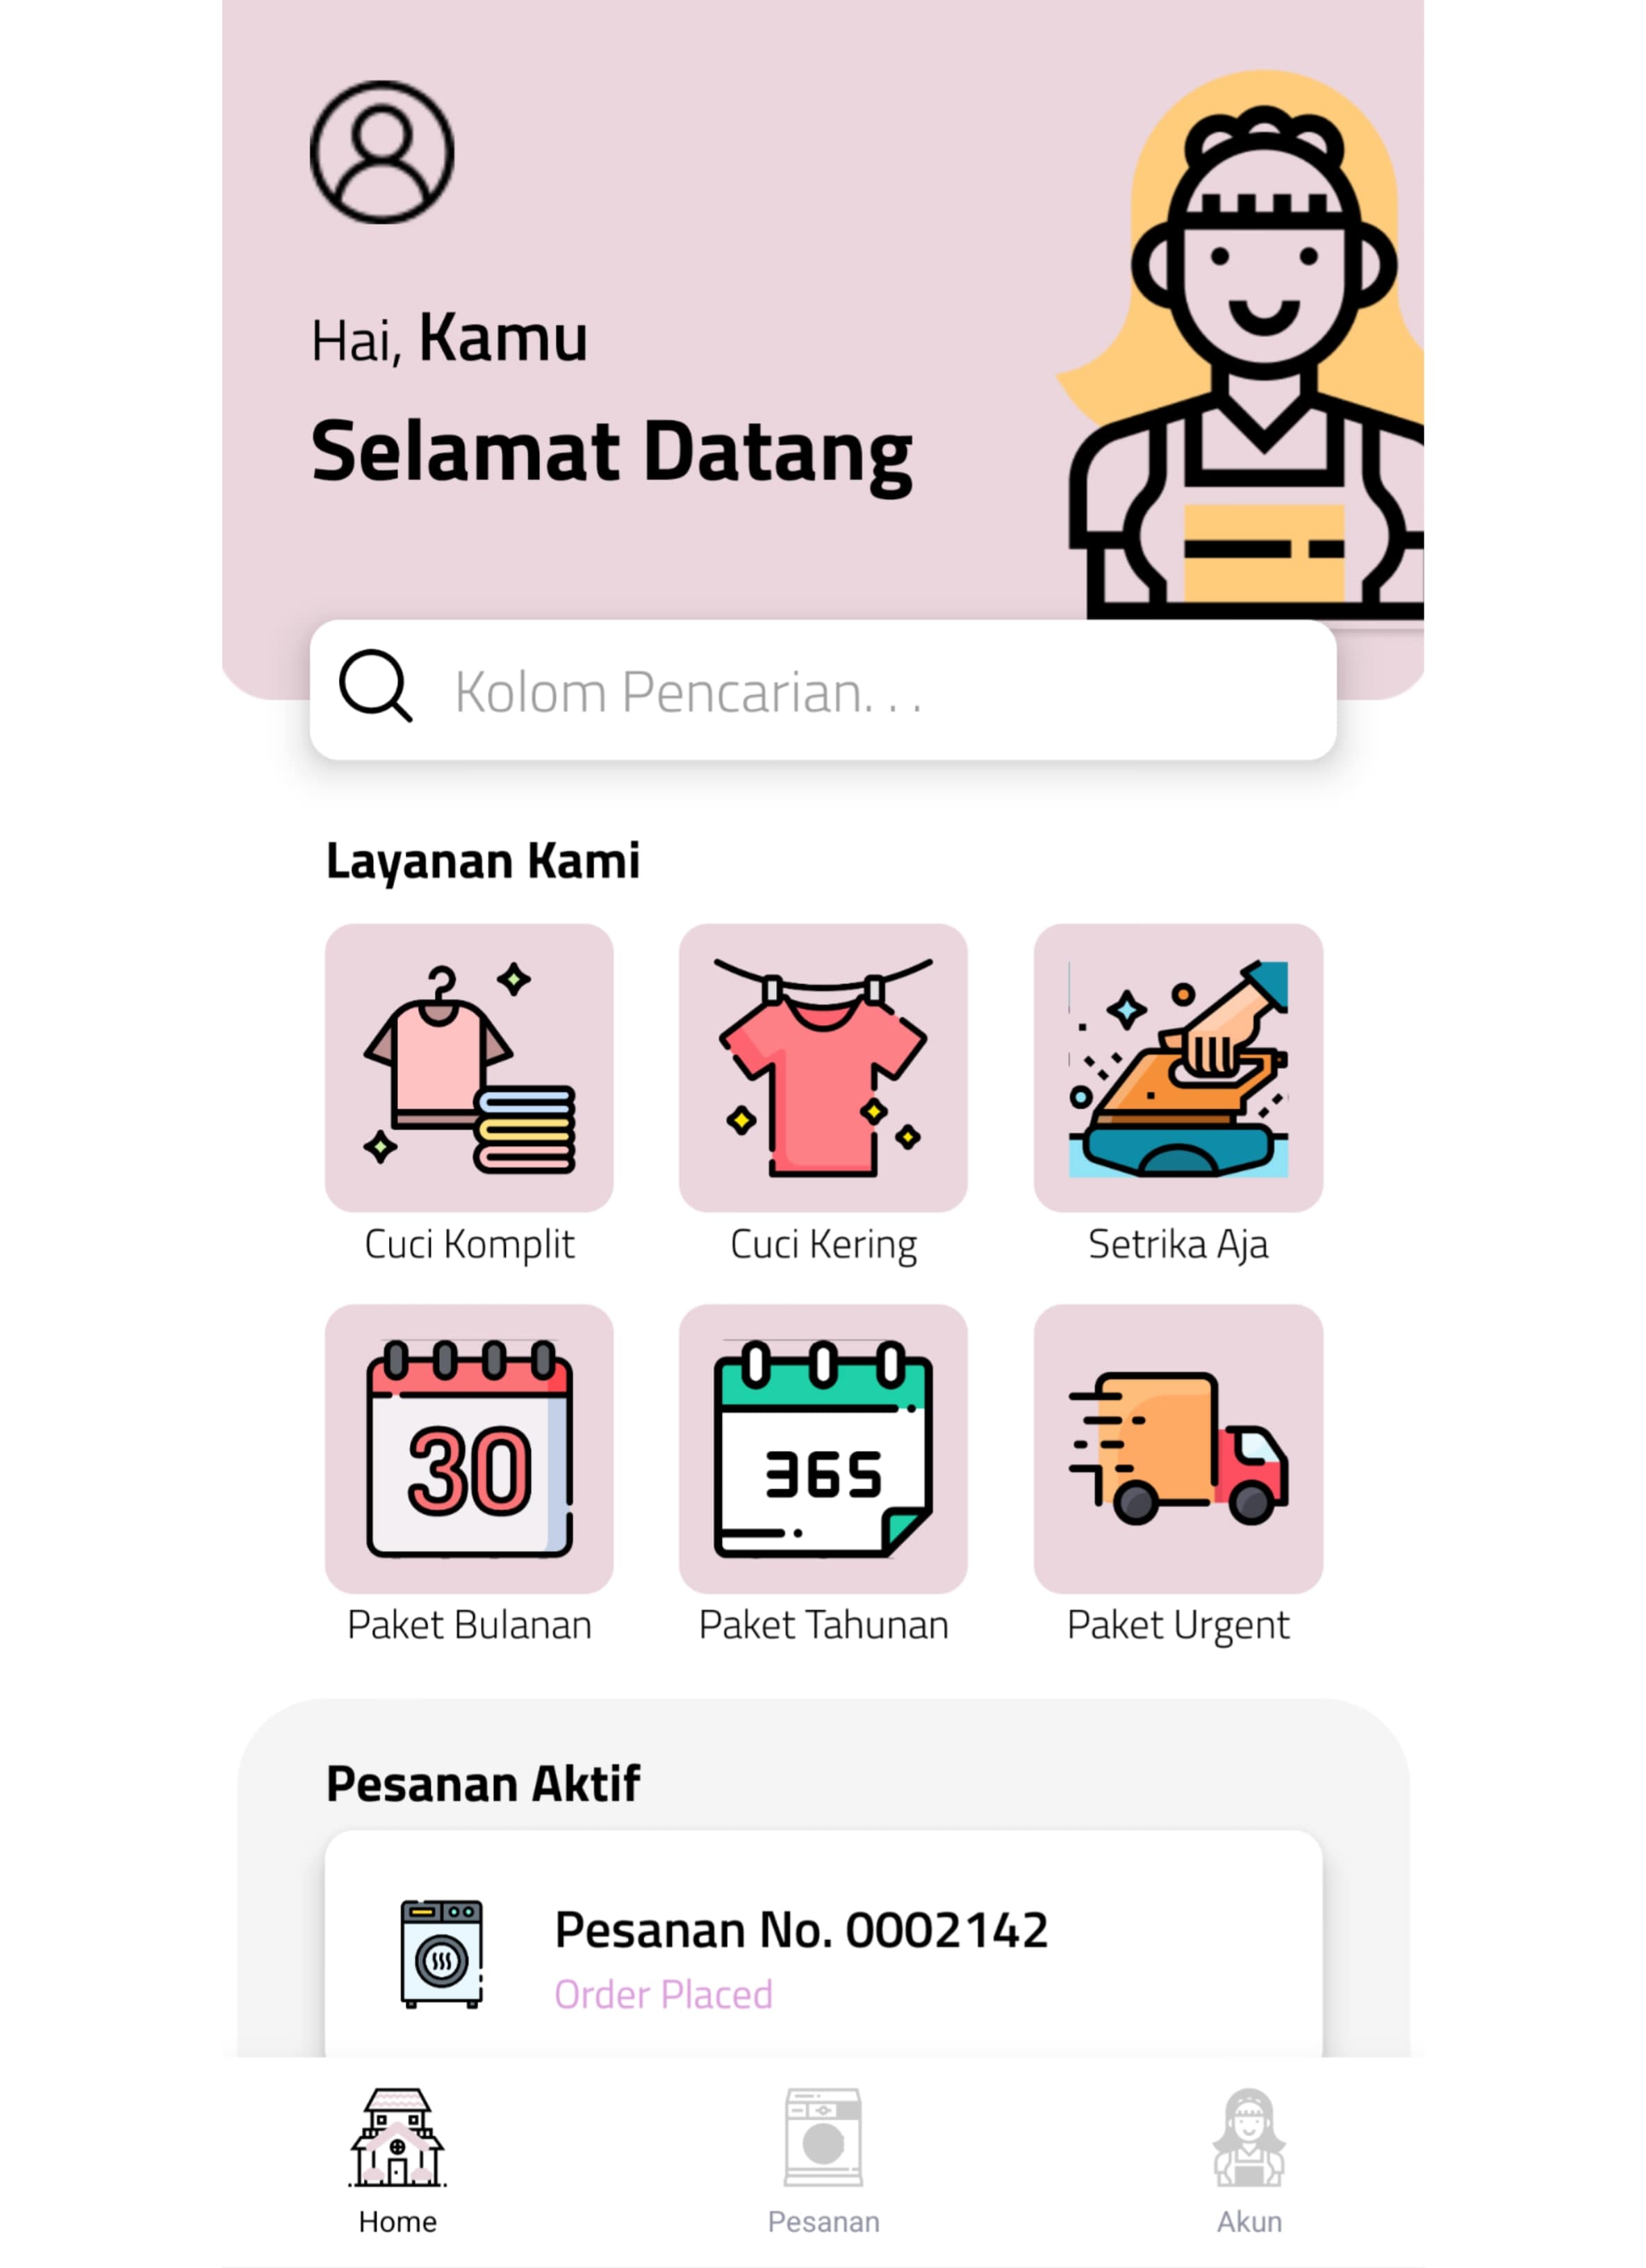 Hai, Kamu
Selamat Datang
Kolom Pencarian. . .
Layanan Kami
Cuci Komplit
Cuci Kering
Setrika Aja
30
365
Paket Bulanan
Paket Tahunan
Paket Urgent
Pesanan Aktif
Pesanan No. 0002142
Order Placed
Home
Pesanan
Akun